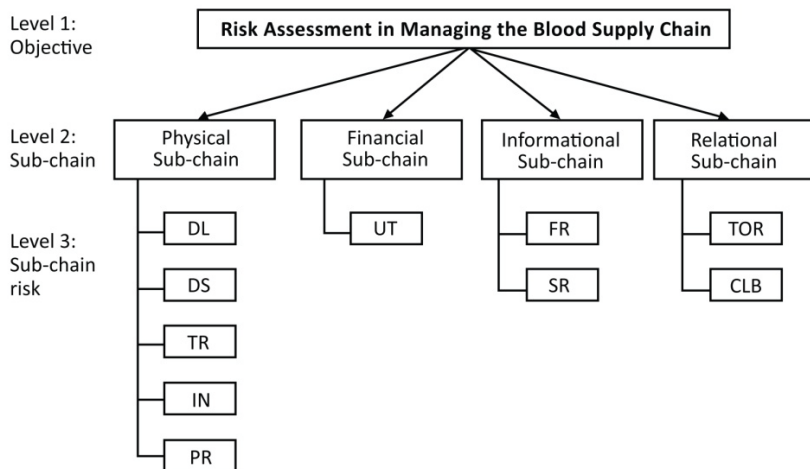 Level 1:
Objective
Risk Assessment in Managing the Blood Supply Chain
Level 2:
Sub-chain
Physical
Sub-chain
Financial
Sub-chain
Informational
Sub-chain
Relational
Sub-chain
Level 3:
Sub-chain
risk
DL
DS
TR
IN
PR
UT
FR
SR
TOR
CLB